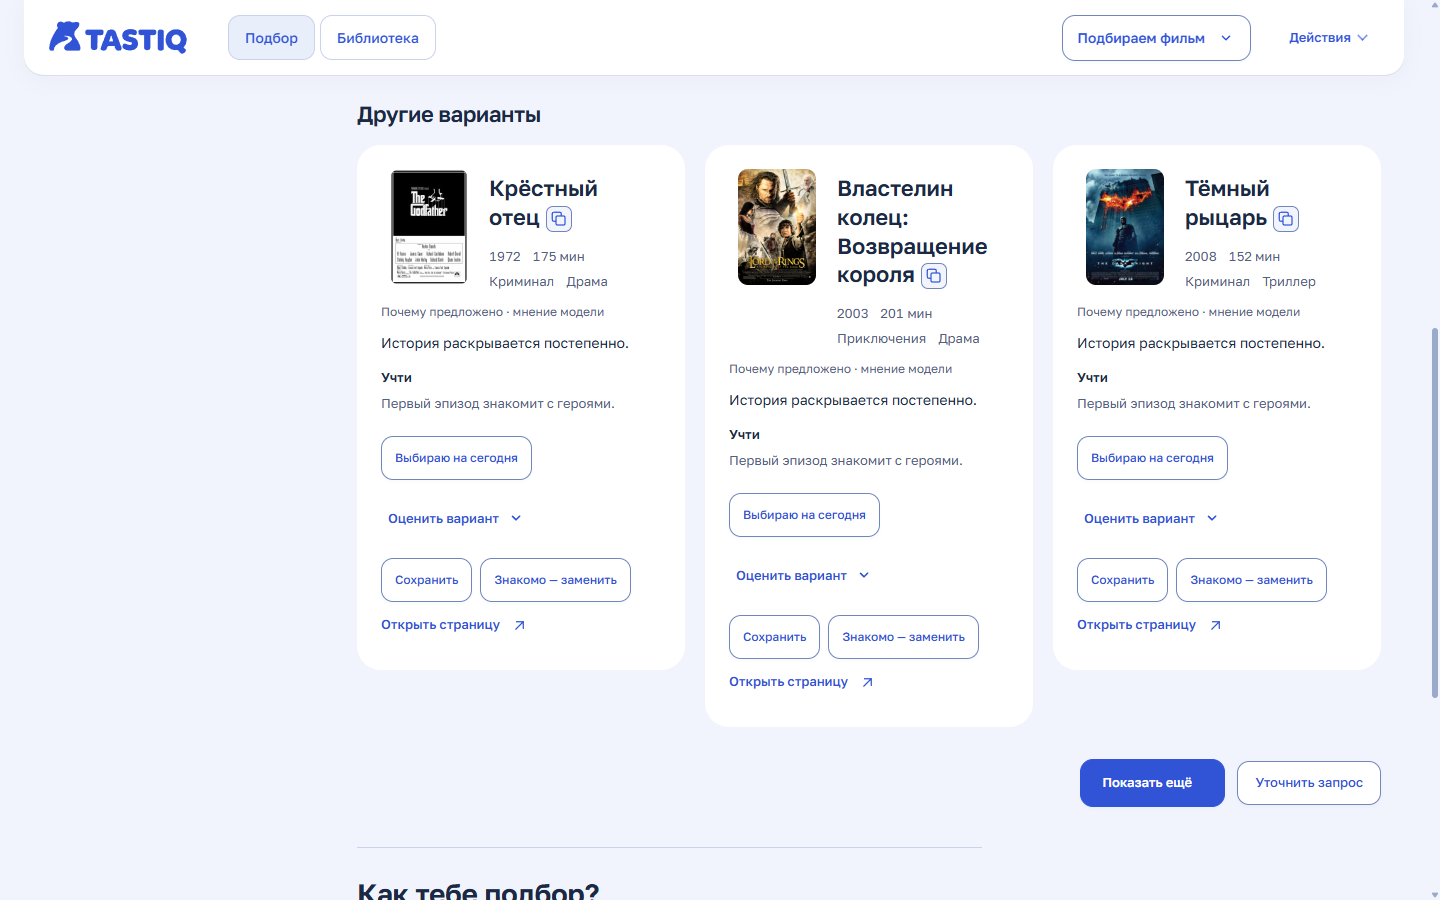 TASTIQ
Подбор
Библиотека
Подбираем фильм
Действия
Другие варианты
The Godfather
Крёстный
отец
1972 175 мин
Криминал Драма
Почему предложено · мнение модели
История раскрывается постепенно.
Учти
Первый эпизод знакомит с героями.
Выбираю на сегодня
Оценить вариант
Сохранить
Знакомо — заменить
Открыть страницу
Властелин
колец:
Возвращение
короля
2003 201 мин
Приключения Драма
Почему предложено · мнение модели
История раскрывается постепенно.
Учти
Первый эпизод знакомит с героями.
Выбираю на сегодня
Оценить вариант
Сохранить
Знакомо — заменить
Открыть страницу
Тёмный
рыцарь
2008 152 мин
Криминал Триллер
Почему предложено · мнение модели
История раскрывается постепенно.
Учти
Первый эпизод знакомит с героями.
Выбираю на сегодня
Оценить вариант
Сохранить
Знакомо — заменить
Открыть страницу
Показать ещё
Уточнить запрос
Как тебе подбор?